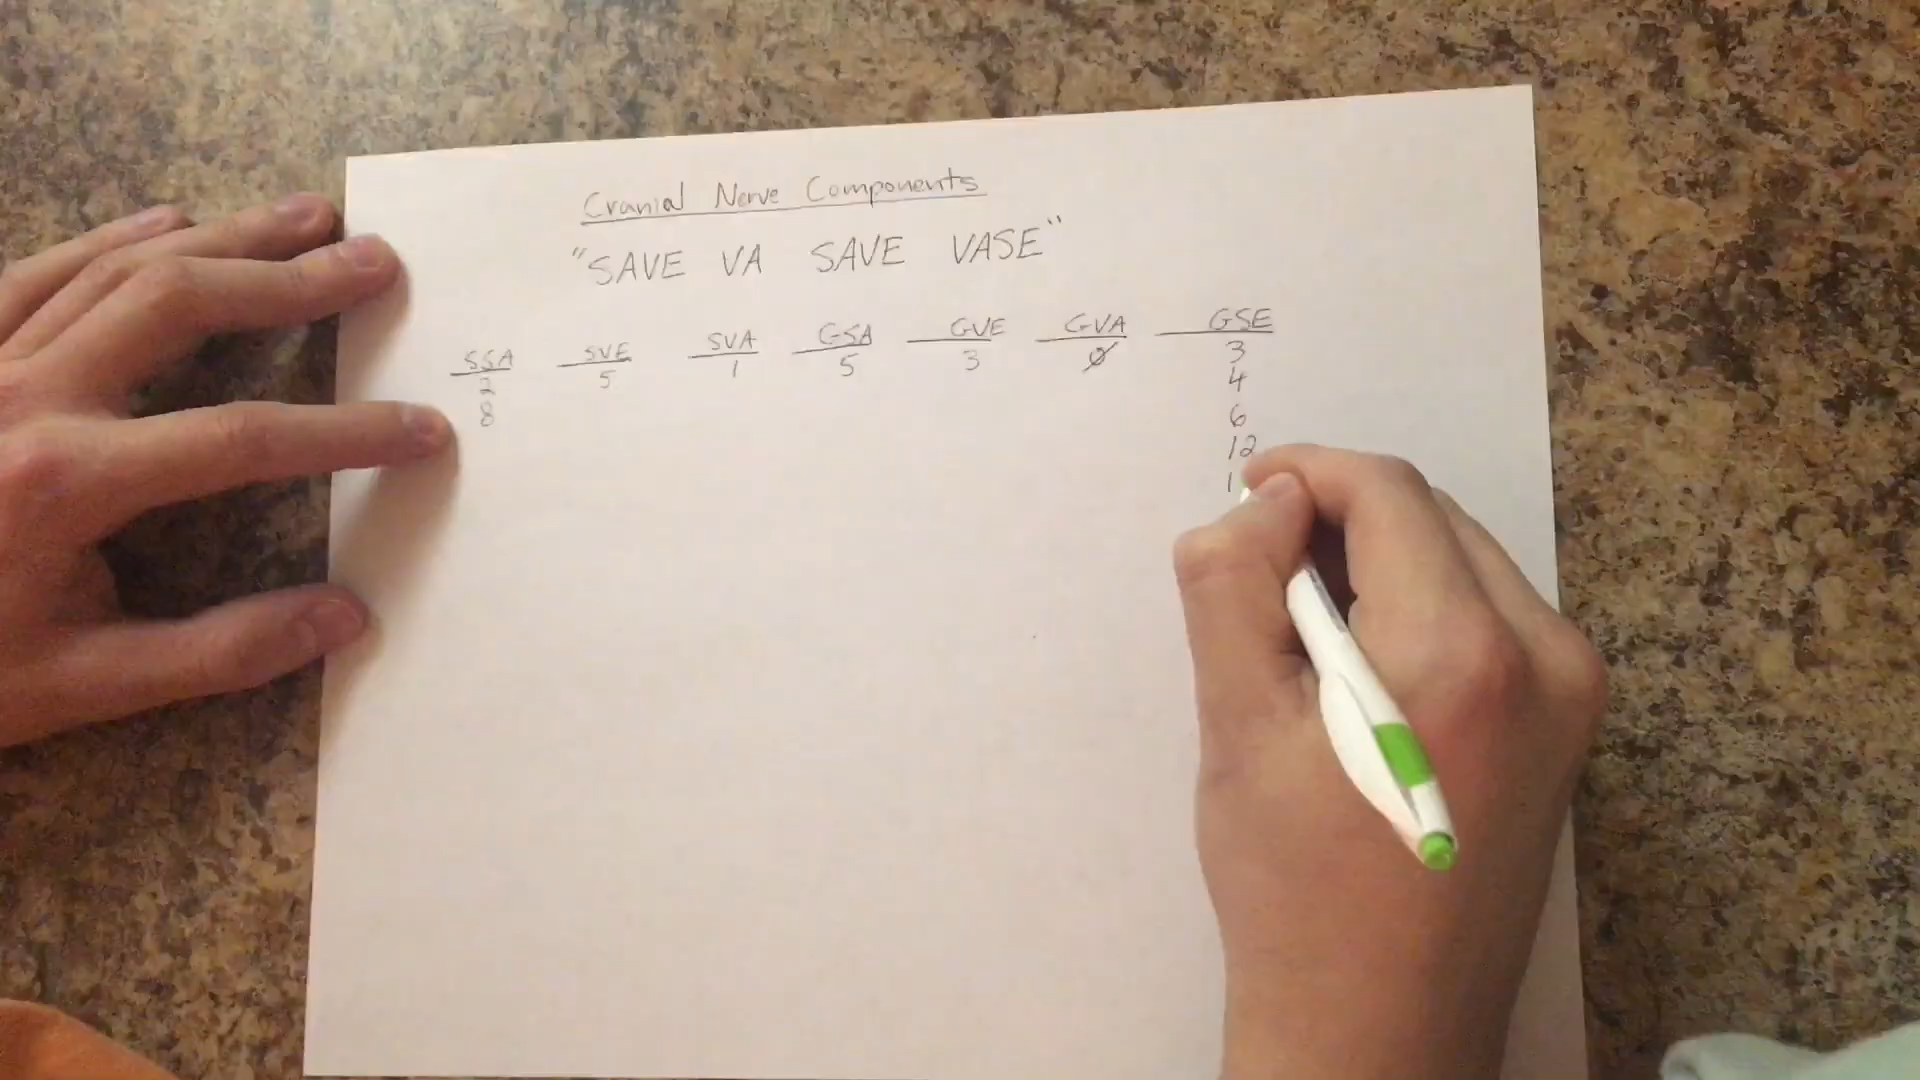 Cranial Nerve Components
"SAVE VA SAVE VASE"
SSA SVE SVA GSA GVE GVA GSE
2 5 1 5 3 Ø 3
8 4
6
12
1